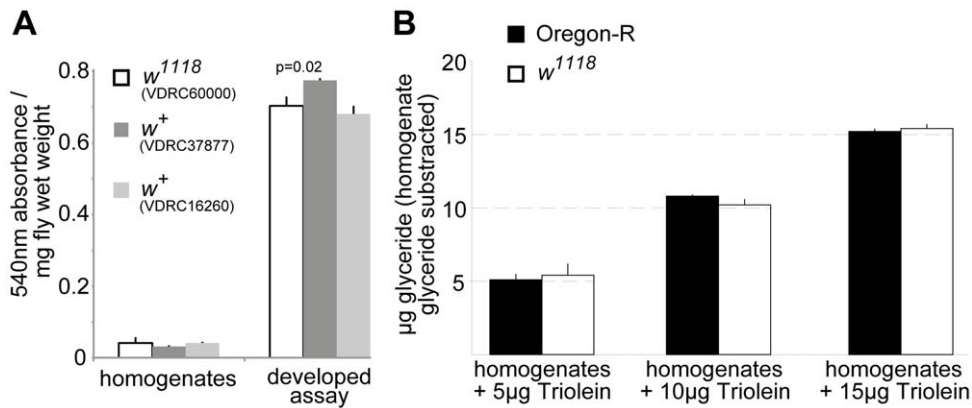 A
540nm absorbance /
mg fly wet weight
0.8
0.6
0.4
0.2
0
w1118
(VDRC60000)
w+
(VDRC37877)
w+
(VDRC16260)
p=0.02
homogenates
developed
assay
B
Oregon-R
w1118
µg glyceride (homogenate
glyceride substracted)
20
15
10
5
homogenates
+ 5µg Triolein
homogenates
+ 10µg Triolein
homogenates
+ 15µg Triolein